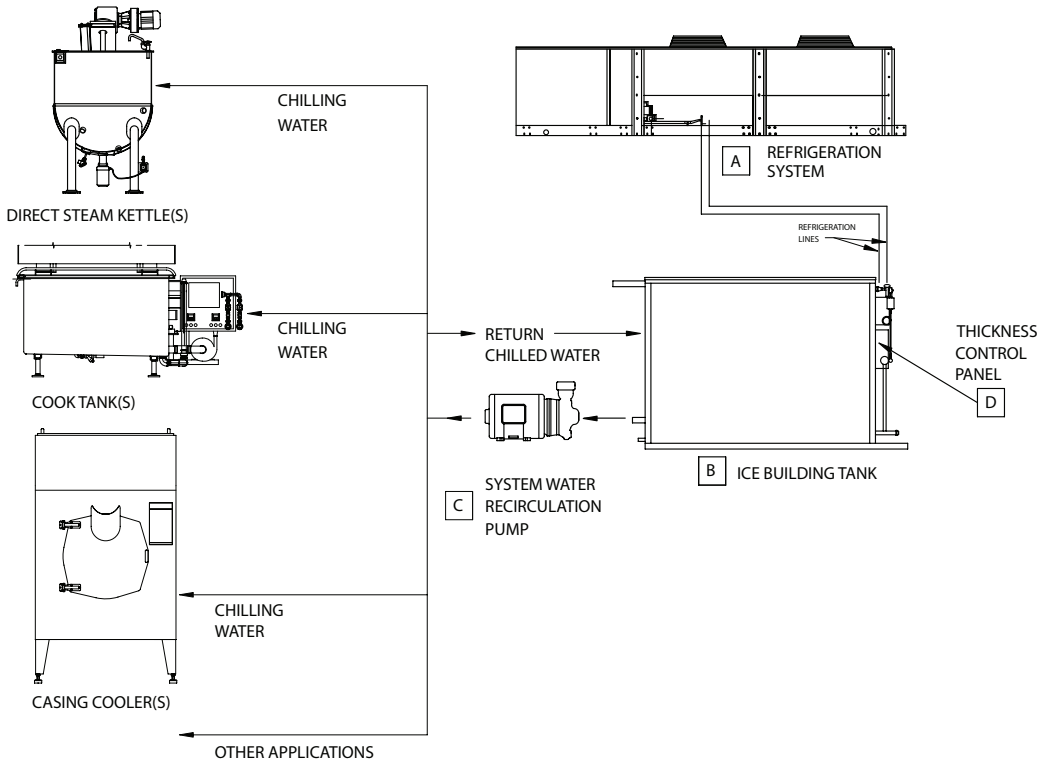 CHILLING
WATER
DIRECT STEAM KETTLE(S)
A
REFRIGERATION
SYSTEM
REFRIGERATION
LINES
CHILLING
WATER
COOK TANK(S)
RETURN
CHILLED WATER
THICKNESS
CONTROL
PANEL
D
B
ICE BUILDING TANK
C
SYSTEM WATER
RECIRCULATION
PUMP
CHILLING
WATER
CASING COOLER(S)
OTHER APPLICATIONS